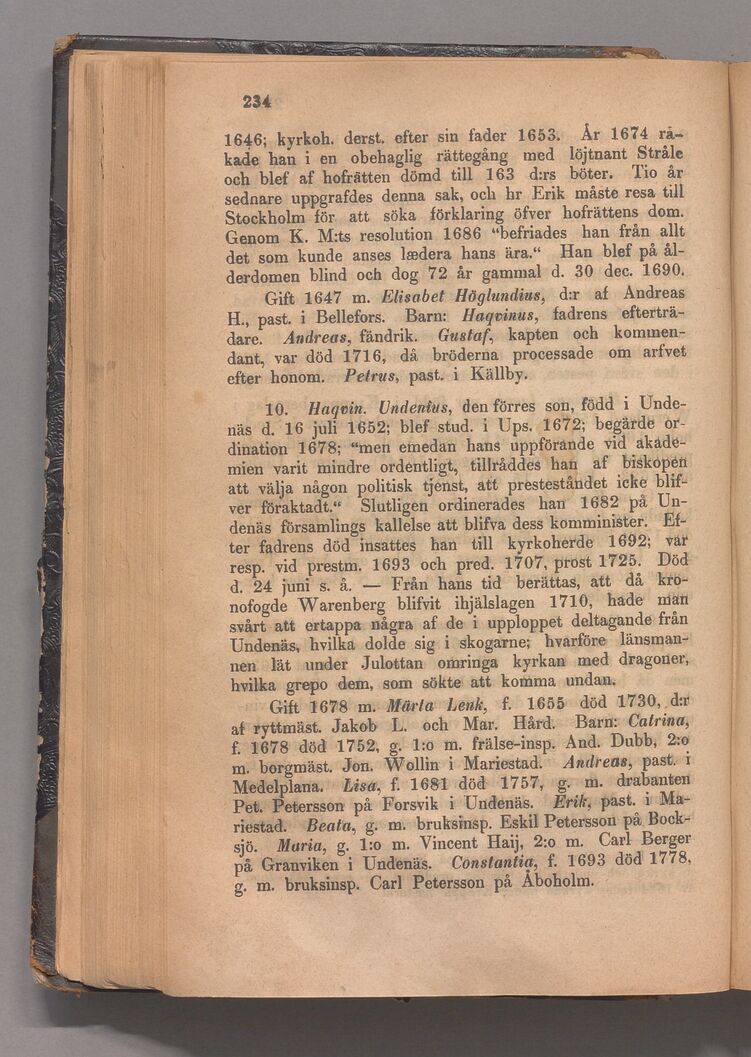 234
1646; kyrkoh. derst. efter sin fader 1653. År 1674 rå-
kade han i en obehaglig rättegång med löjtnant Stråle
och blef af hofrätten dömd till 163 d:rs böter. Tio år
sednare uppgrafdes denna sak, och hr Erik måste resa till
Stockholm för att söka förklaring öfver hofrättens dom.
Genom K. M:ts resolution 1686 “befriades han från allt
det som kunde anses lædera hans ära.“ Han blef på ål-
derdomen blind och dog 72 år gammal d. 30 dec. 1690.
Gift 1647 m. Elisabet Höglundius, d:r af Andreas
H., past. i Bellefors. Barn: Haqvinus, fadrens efterträ-
dare. Andreas, fändrik. Gustaf, kapten och kommen-
dant, var död 1716, då bröderna processade om arfvet
efter honom. Petrus, past. i Källby.
10. Haqvin. Undenius, den förres son, född i Unde-
näs d. 16 juli 1652; blef stud. i Ups. 1672; begärde or-
dination 1678; “men emedan hans uppförande vid akade-
mien varit mindre ordentligt, tillråddes han af biskopen
att välja någon politisk tjenst, att presteståndet icke blif-
ver föraktadt.“ Slutligen ordinerades han 1682 på Un-
denäs församlings kallelse att blifva dess komminister. Ef-
ter fadrens död insattes han till kyrkoherde 1692; var
resp. vid prestm. 1693 och pred. 1707, prost 1725. Död
d. 24 juni s. å. — Från hans tid berättas, att då kro-
nofogde Warenberg blifvit ihjälslagen 1710, hade man
svårt att ertappa några af de i upploppet deltagande från
Undenäs, hvilka dolde sig i skogarne; hvarföre länsman-
nen lät under Julottan omringa kyrkan med dragoner,
hvilka grepo dem, som sökte att komma undan.
Gift 1678 m. Märta Lenk, f. 1655 död 1730, d:r
af ryttmäst. Jakob L. och Mar. Hård. Barn: Catrina,
f. 1678 död 1752, g. 1:o m. frälse-insp. And. Dubb, 2:o
m. borgmäst. Jon. Wollin i Mariestad. Andreas, past. i
Medelplana. Lisa, f. 1681 död 1757, g. m. drabanten
Pet. Petersson på Forsvik i Undenäs. Erik, past. i Ma-
riestad. Beata, g. m. bruksinsp. Eskil Petersson på Bock-
sjö. Maria, g. 1:o m. Vincent Haij, 2:o m. Carl Berger
på Granviken i Undenäs. Constantia, f. 1693 död 1778,
g. m. bruksinsp. Carl Petersson på Åboholm.